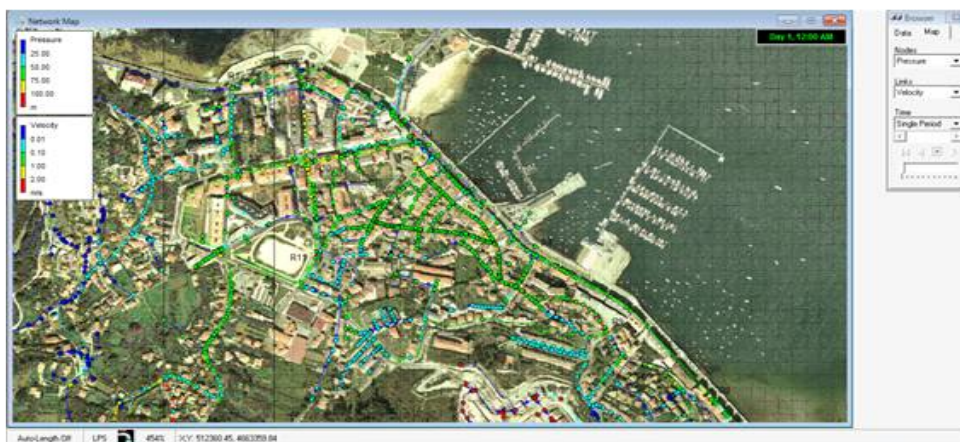 Network Map
Day 1, 12:00 AM
Pressure
25.00
50.00
75.00
100.00
m
Velocity
0.01
0.10
1.00
2.00
m/s
R11
Browser
Data Map
Nodes
Pressure
Links
Velocity
Time
Single Period
Auto-Length Off LPS 454% X,Y: 512360.45, 4663359.84